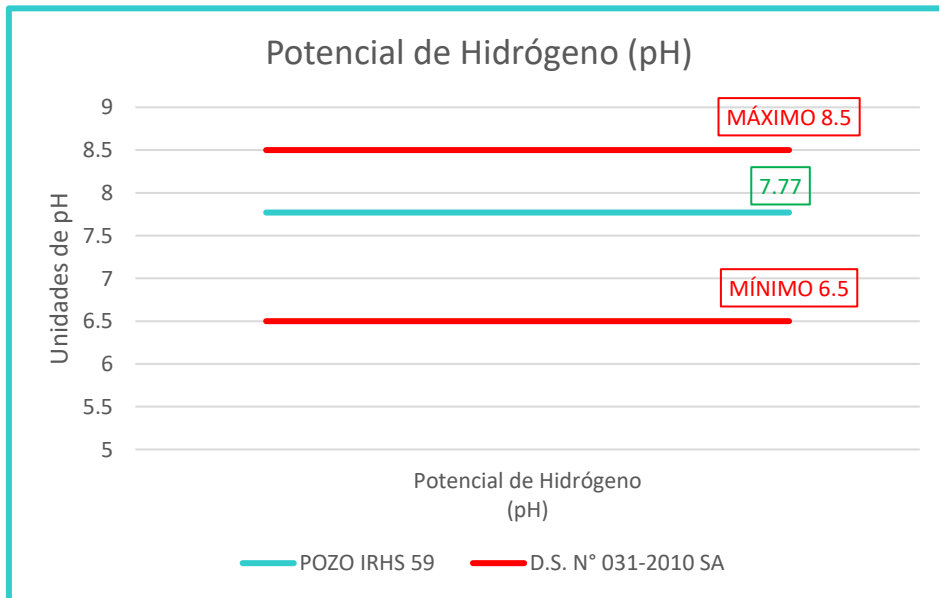 Potencial de Hidrógeno (pH)
Unidades de pH
9
8.5
8
7.5
7
6.5
6
5.5
5
MÁXIMO 8.5
7.77
MÍNIMO 6.5
Potencial de Hidrógeno
(pH)
POZO IRHS 59
D.S. N° 031-2010 SA